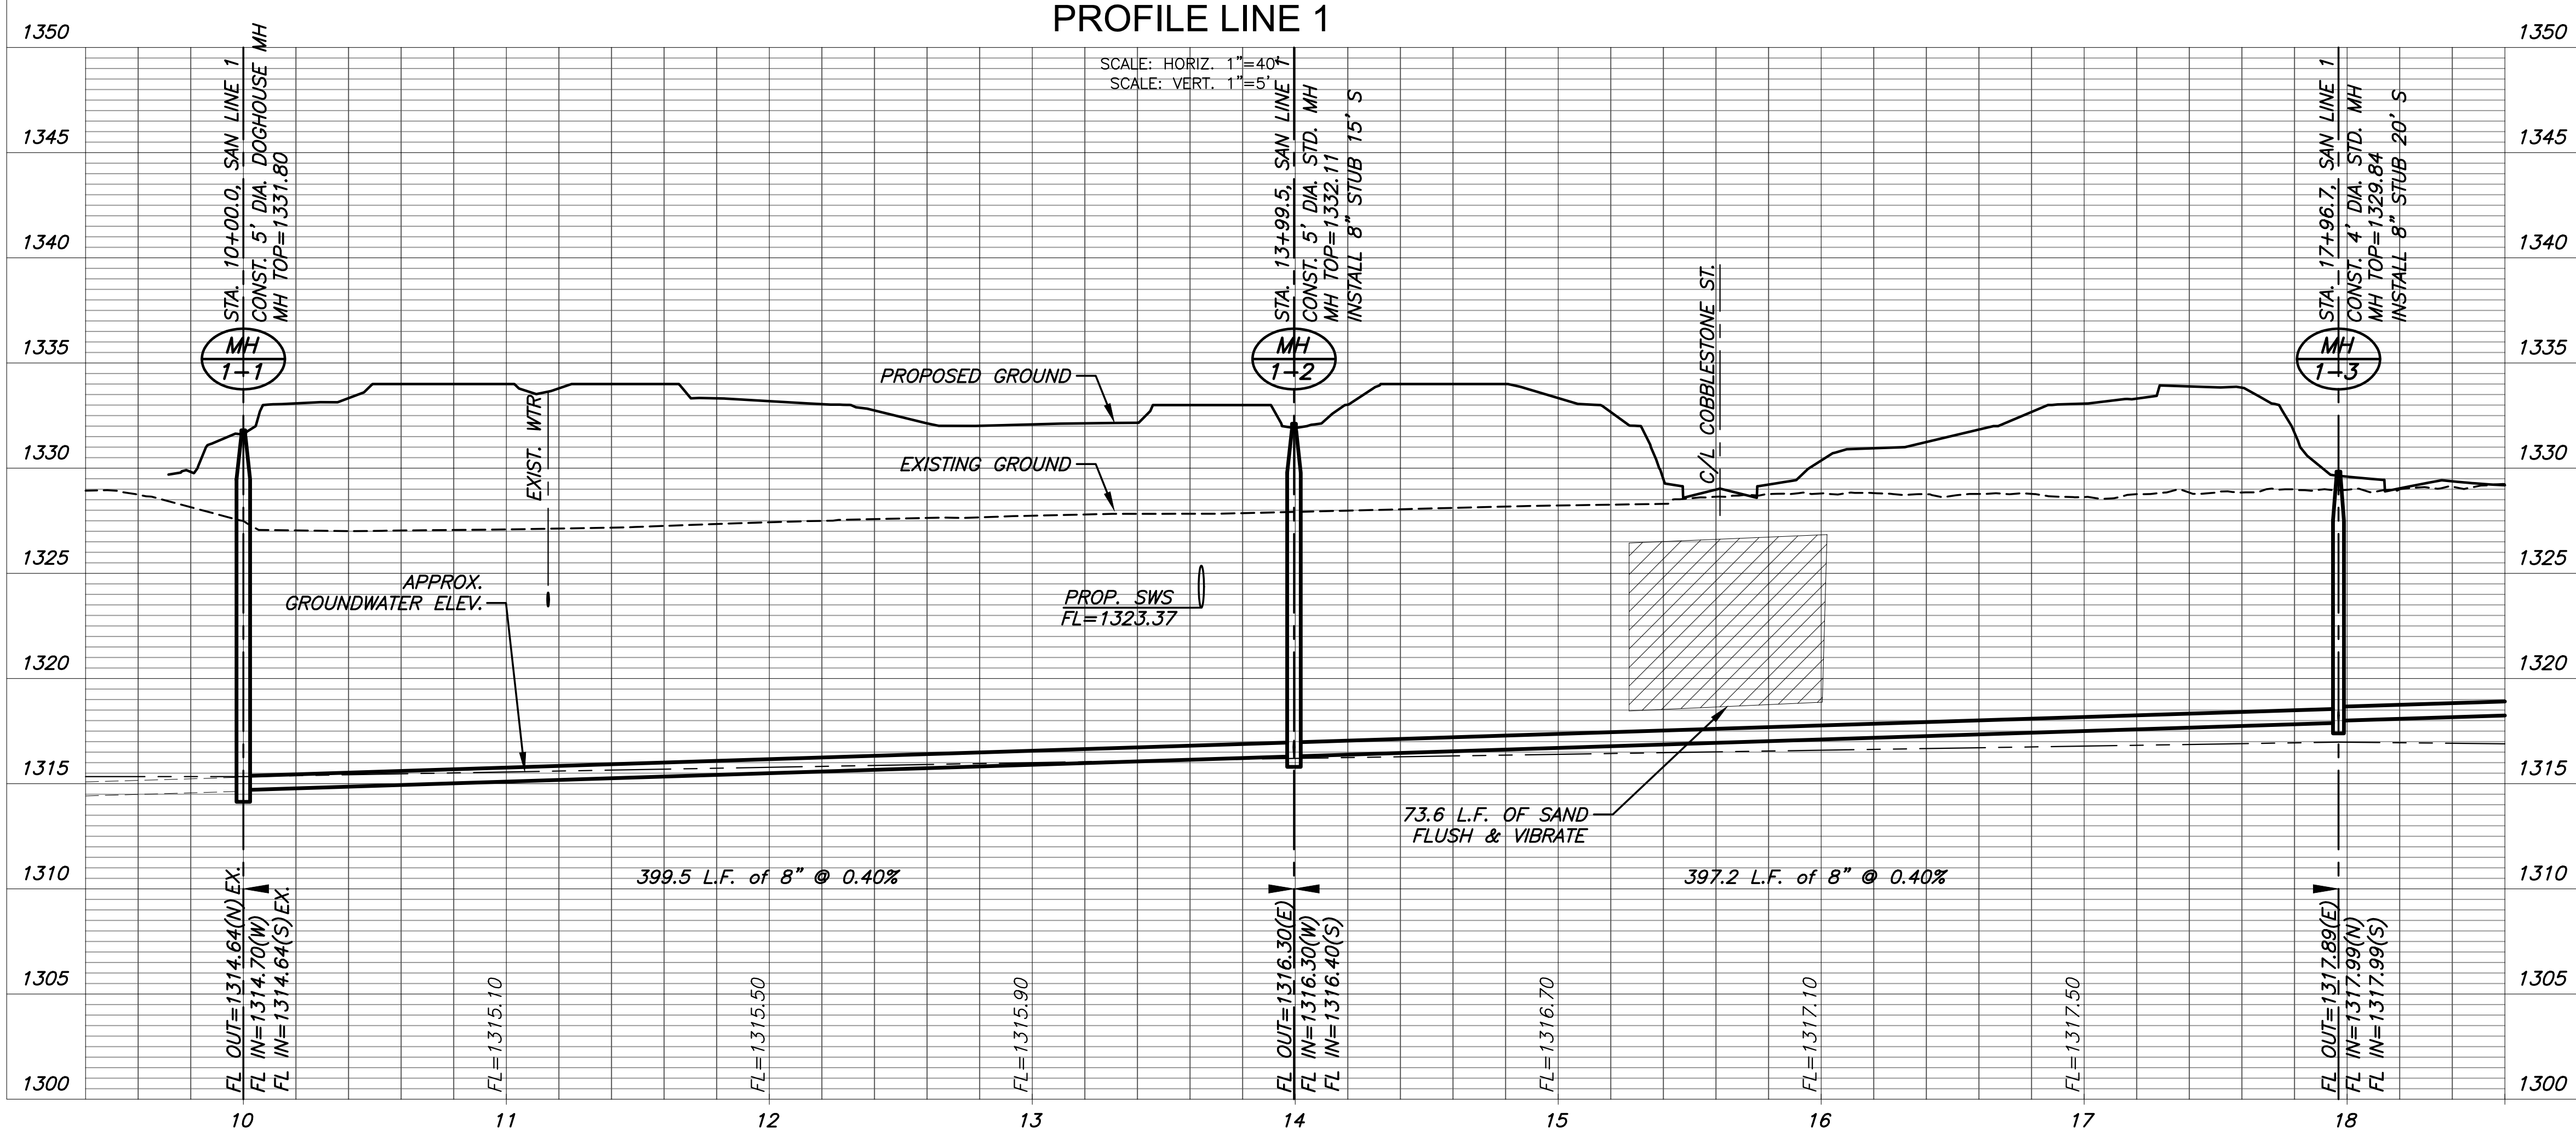 PROFILE LINE 1
SCALE: HORIZ. 1"=40'
SCALE: VERT. 1"=5'
1350
1345
1340
1335
1330
1325
1320
1315
1310
1305
1300
1350
1345
1340
1335
1330
1325
1320
1315
1310
1305
1300
STA. 10+00.0, SAN LINE 1
CONST. 5' DIA. DOGHOUSE MH
MH TOP=1331.80
MH
1-1
STA. 13+99.5, SAN LINE 1
CONST. 5' DIA. STD. MH
MH TOP=1332.11
INSTALL 8" STUB 15' S
MH
1-2
STA. 17+96.7, SAN LINE 1
CONST. 4' DIA. STD. MH
MH TOP=1329.84
INSTALL 8" STUB 20' S
MH
1-3
EXIST. WTR
PROPOSED GROUND
EXISTING GROUND
C/L COBBLESTONE ST.
APPROX.
GROUNDWATER ELEV.
PROP. SWS
FL=1323.37
73.6 L.F. OF SAND
FLUSH & VIBRATE
399.5 L.F. of 8" @ 0.40%
397.2 L.F. of 8" @ 0.40%
FL OUT=1314.64(N)EX.
FL IN=1314.70(W)
FL IN=1314.64(S)EX.
FL=1315.10
FL=1315.50
FL=1315.90
FL OUT=1316.30(E)
FL IN=1316.30(W)
FL IN=1316.40(S)
FL=1316.70
FL=1317.10
FL=1317.50
FL OUT=1317.89(E)
FL IN=1317.99(N)
FL IN=1317.99(S)
10
11
12
13
14
15
16
17
18